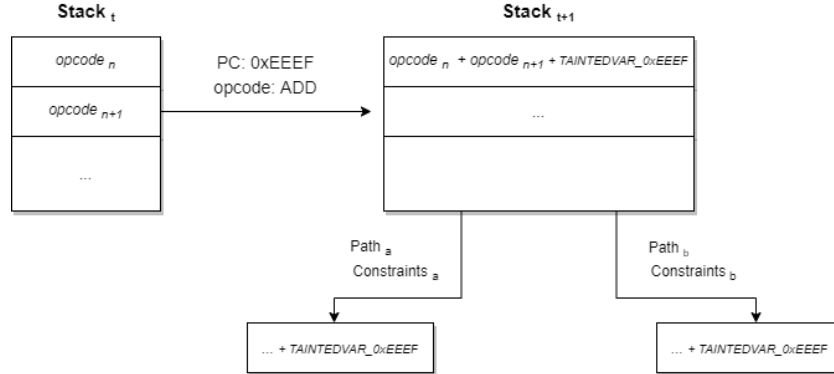 Stack t
Stack t+1
opcode n
PC: 0xEEEF
opcode n + opcode n+1 + TAINTEDVAR_0xEEEF
opcode: ADD
opcode n+1
...
...
Path a
Constraints a
Path b
Constraints b
... + TAINTEDVAR_0xEEEF
... + TAINTEDVAR_0xEEEF